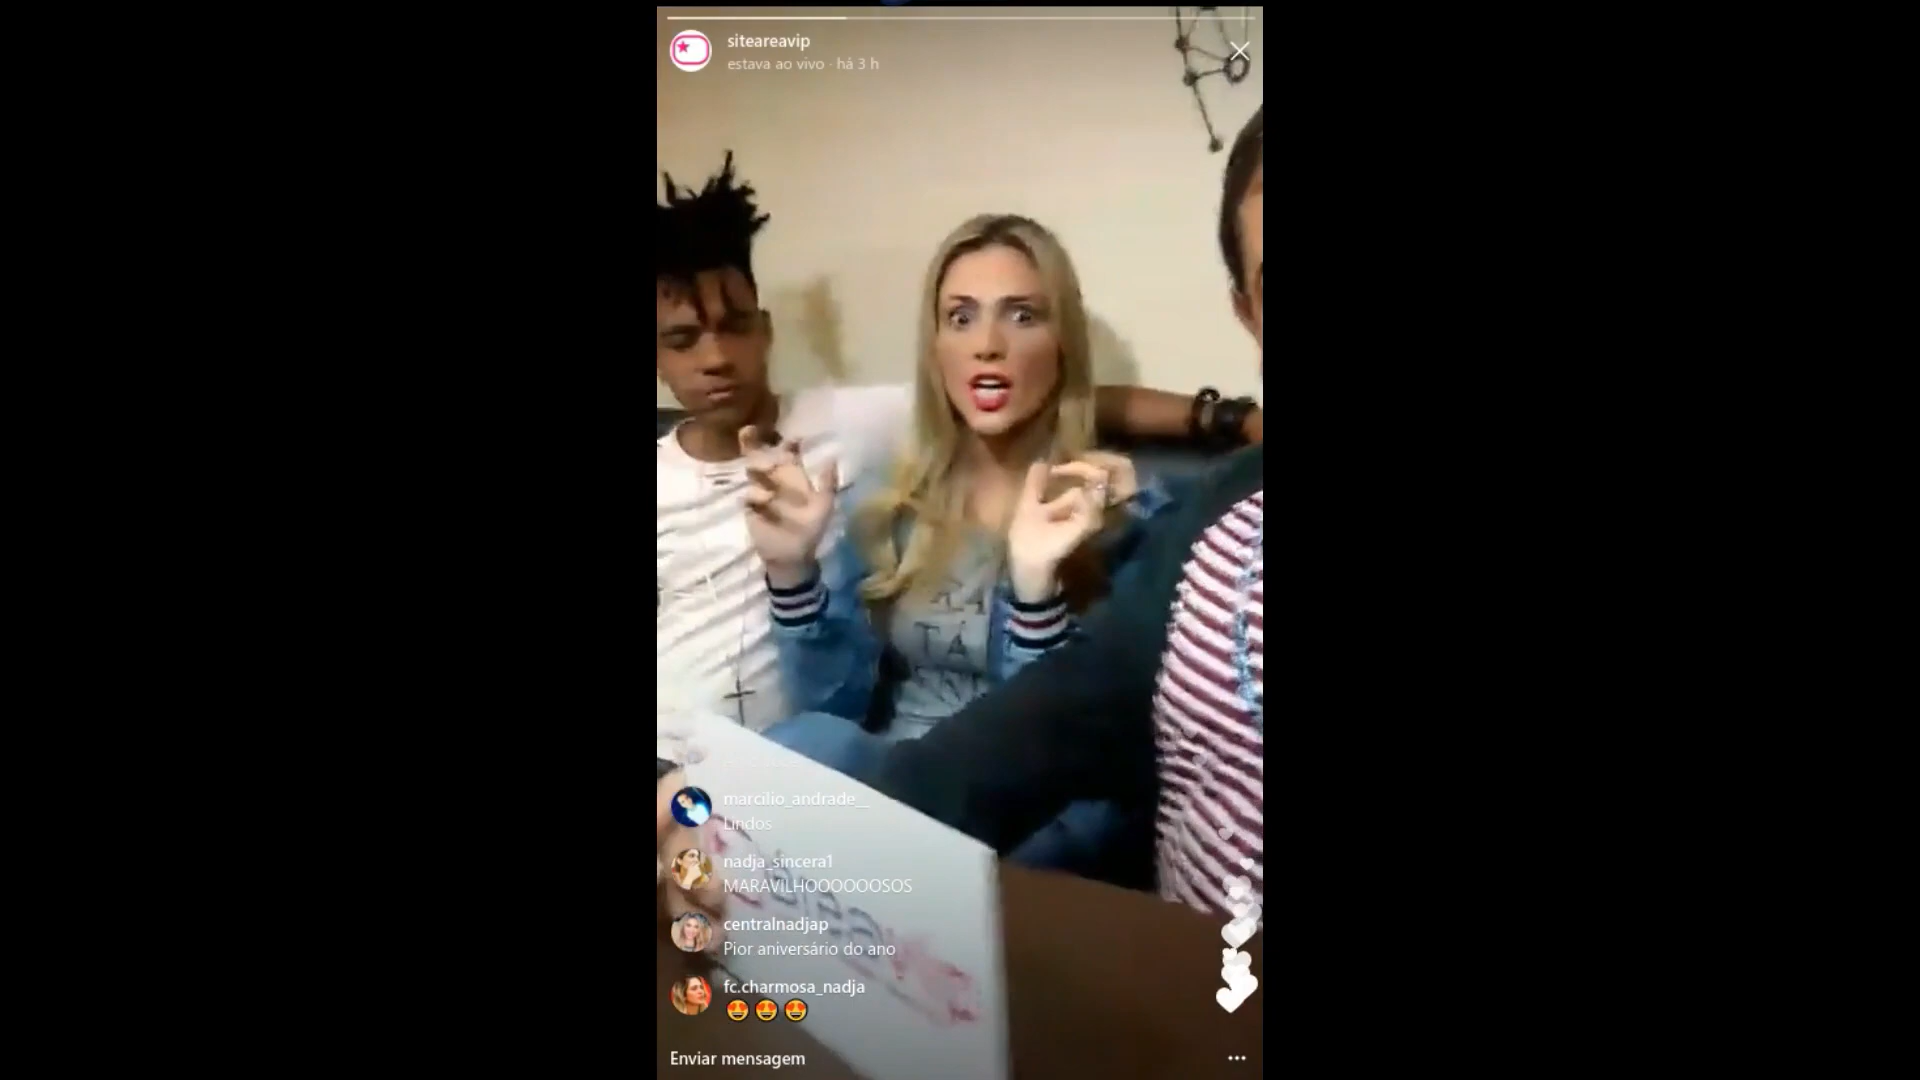 siteareavip
estava ao vivo · há 3 h
TÁ
marcilio_andrade__
Lindos
nadja_sincera1
MARAVILHOOOOOOSOS
centralnadjap
Pior aniversário do ano
fc.charmosa_nadja
Enviar mensagem